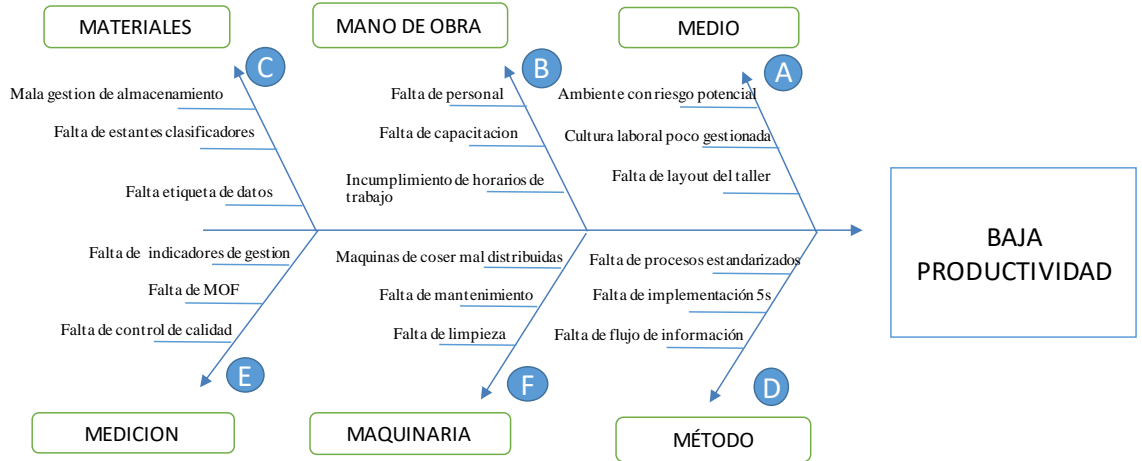 MATERIALES
MANO DE OBRA
MEDIO
C
B
A
Mala gestion de almacenamiento
Falta de estantes clasificadores
Falta etiqueta de datos
Falta de personal
Falta de capacitacion
Incumplimiento de horarios de
trabajo
Ambiente con riesgo potencial
Cultura laboral poco gestionada
Falta de layout del taller
BAJA
PRODUCTIVIDAD
Falta de indicadores de gestion
Falta de MOF
Falta de control de calidad
Maquinas de coser mal distribuidas
Falta de mantenimiento
Falta de limpieza
Falta de procesos estandarizados
Falta de implementación 5s
Falta de flujo de información
E
F
D
MEDICION
MAQUINARIA
MÉTODO